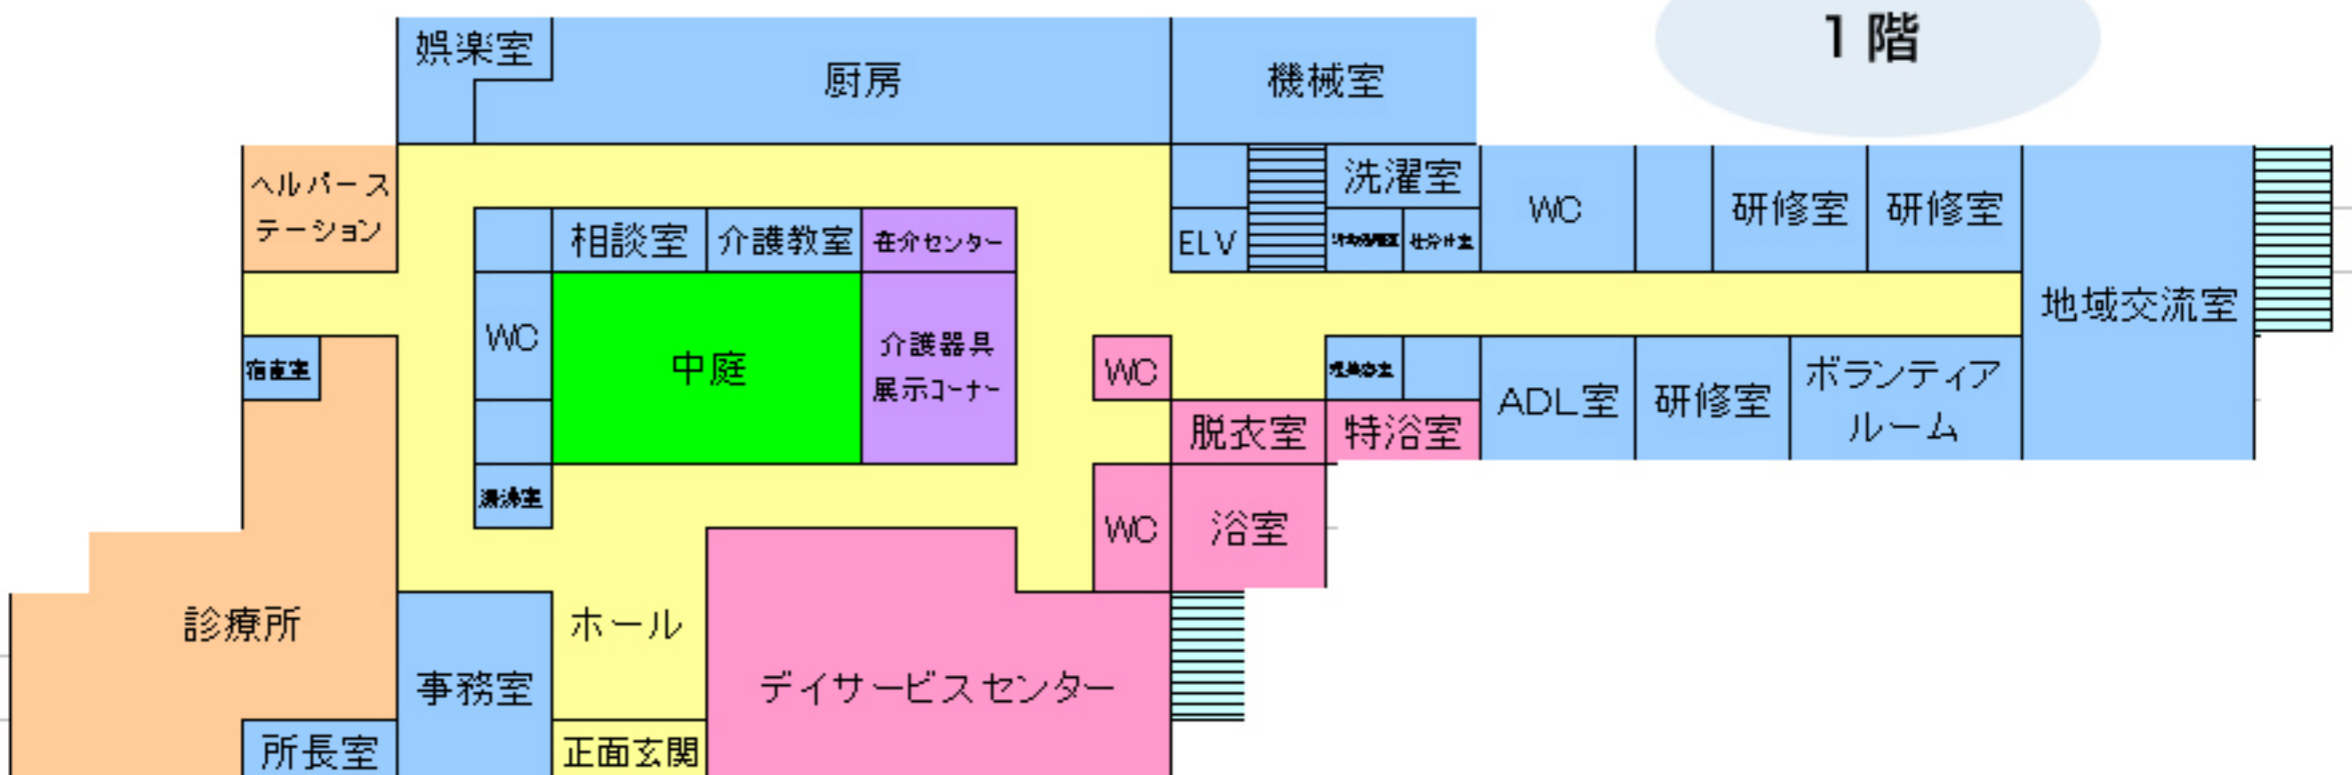 1階
娯楽室
厨房
機械室
ヘルパース
テーション
洗濯室
WC
研修室
研修室
相談室
介護教室
在介センター
ELV
地域交流室
WC
中庭
介護器具
展示コーナー
宿直室
WC
ADL室
研修室
ボランティア
ルーム
脱衣室
特浴室
湯沸室
WC
浴室
診療所
ホール
事務室
デイサービスセンター
所長室
正面玄関